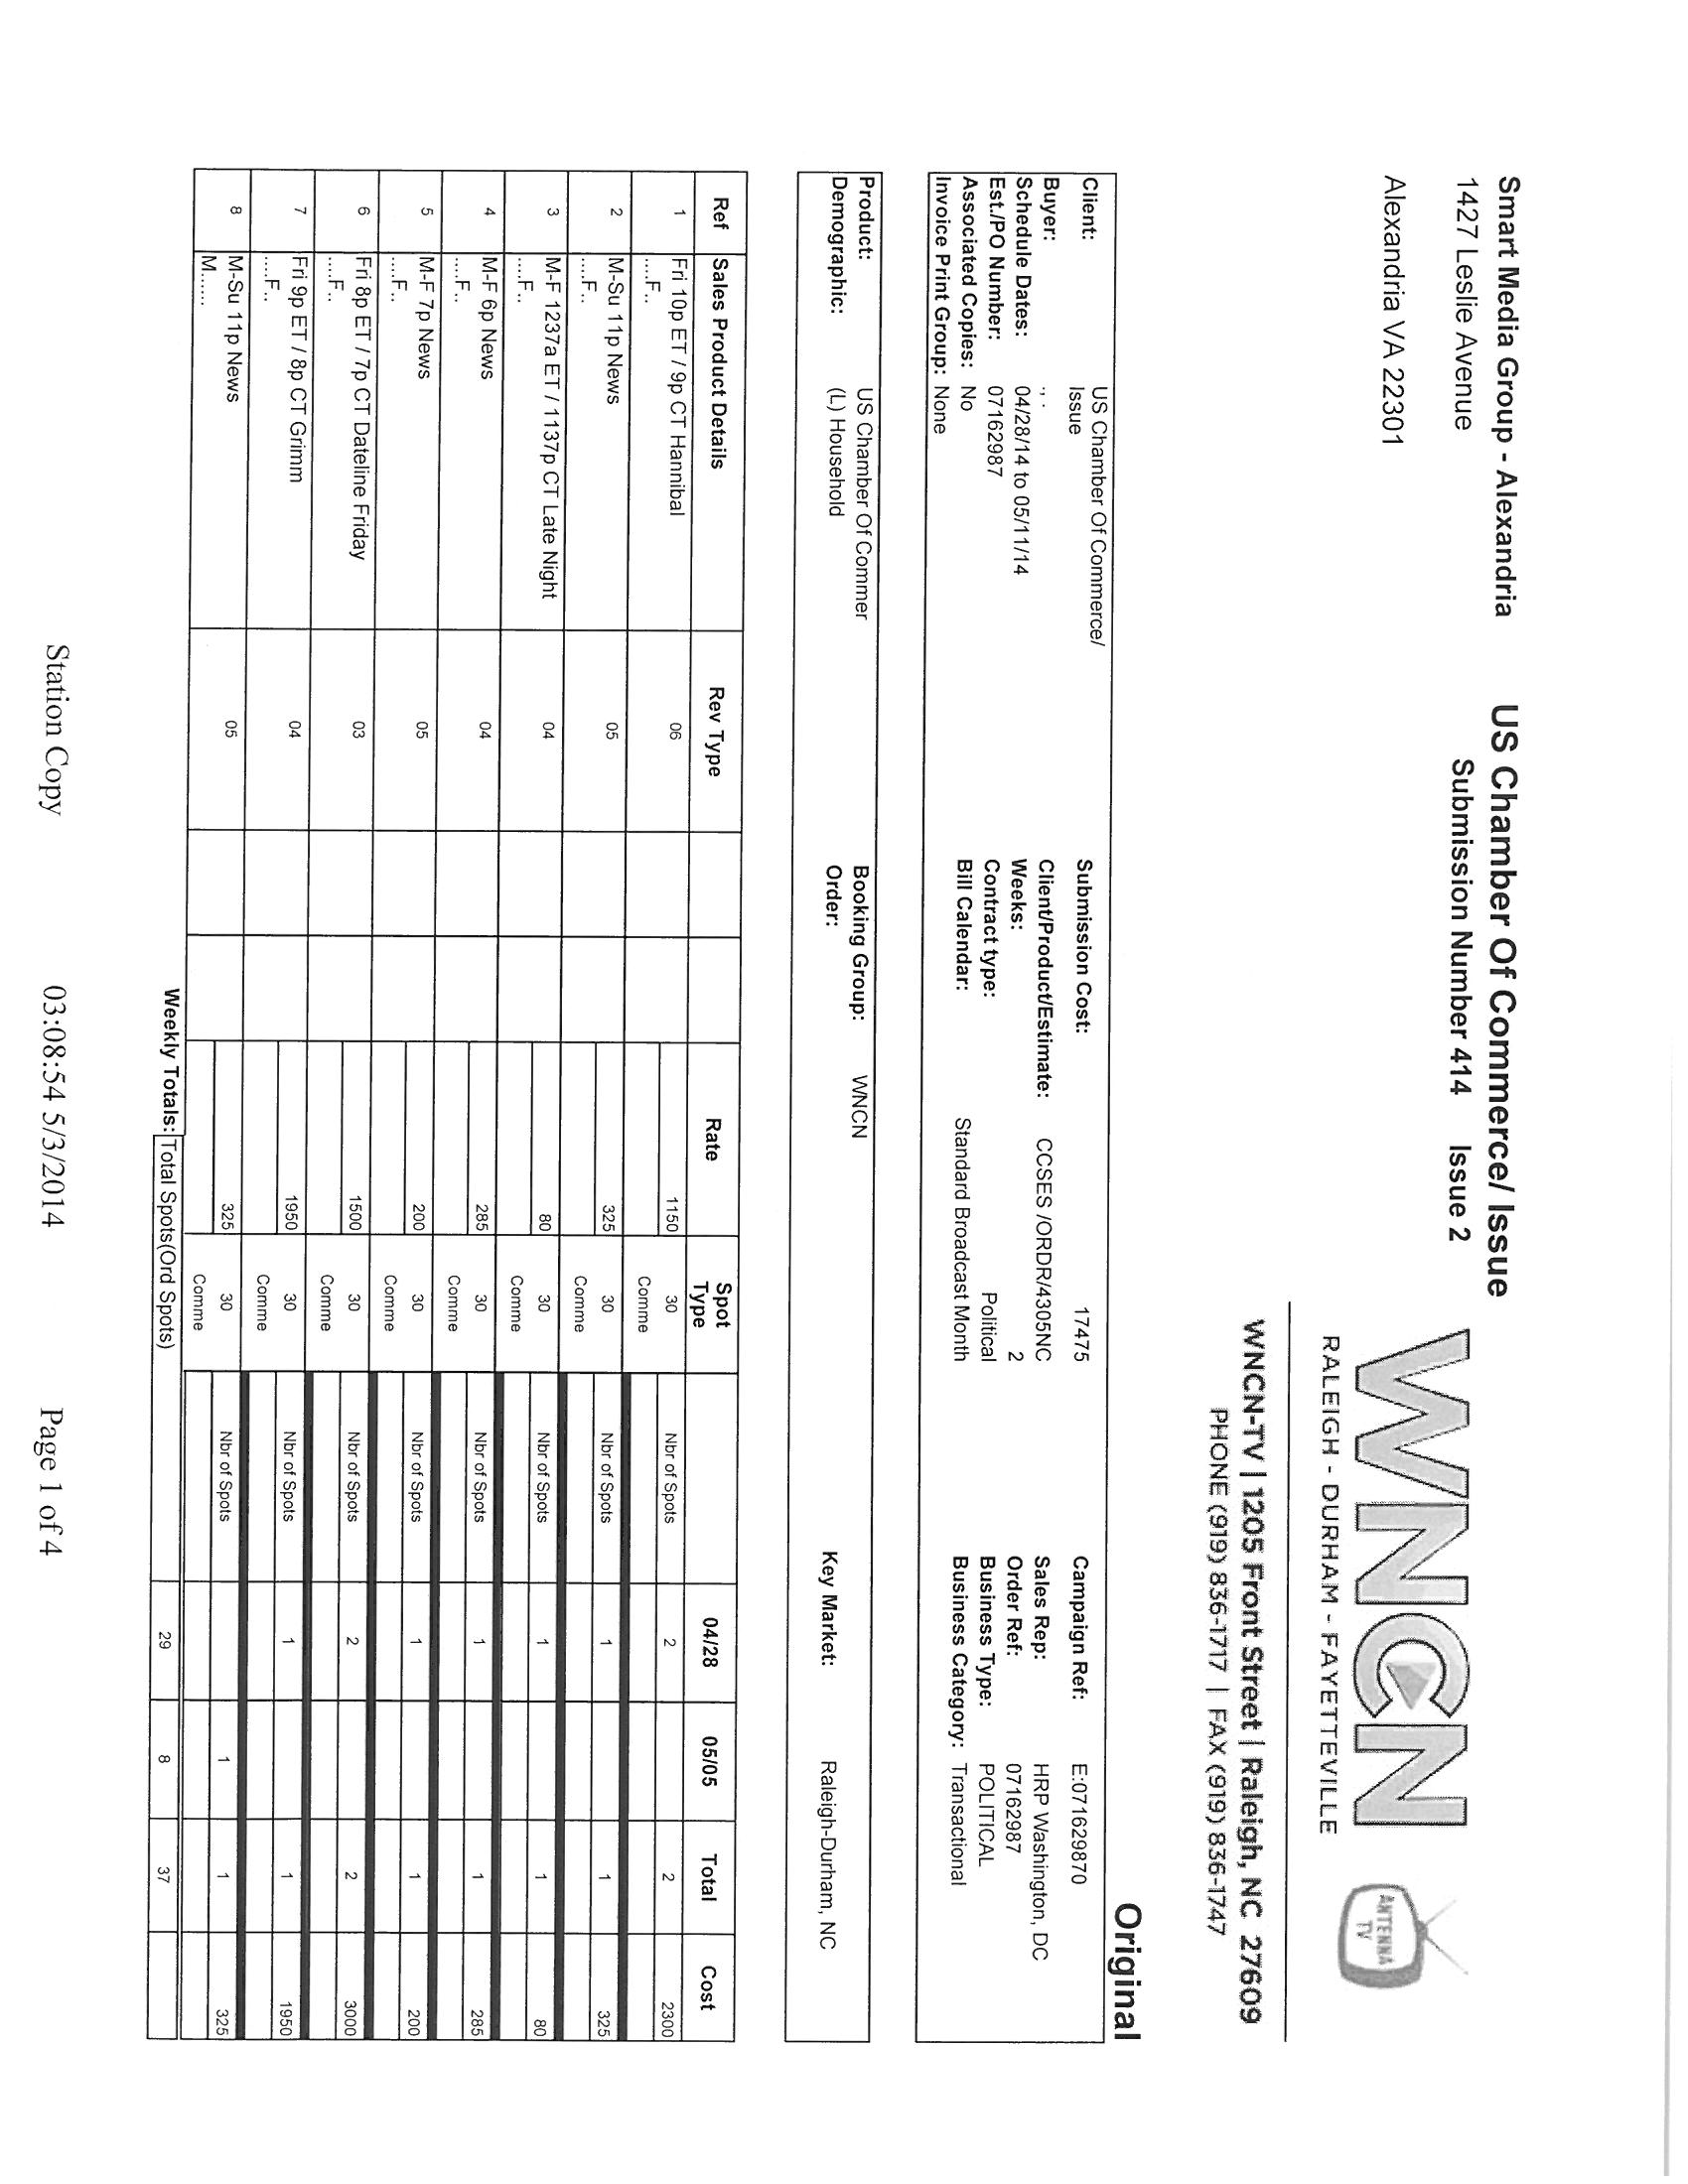 Smart Media Group - Alexandria
1427 Leslie Avenue
Alexandria VA 22301
US Chamber Of Commerce/ Issue
Submission Number 414 Issue 2
WNCN
RALEIGH - DURHAM - FAYETTEVILLE
ANTENNA
TV
WNCN-TV | 1205 Front Street | Raleigh, NC 27609
PHONE (919) 836-1717 | FAX (919) 836-1747
Original
Client: US Chamber Of Commerce/ Submission Cost: 17475 Campaign Ref: E:071629870
Issue
Buyer: ., . Client/Product/Estimate: CCSES /ORDR/4305NC Sales Rep: HRP Washington, DC
Schedule Dates: 04/28/14 to 05/11/14 Weeks: 2 Order Ref: 07162987
Est./PO Number: 07162987 Contract type: Political Business Type: POLITICAL
Associated Copies: No Bill Calendar: Standard Broadcast Month Business Category: Transactional
Invoice Print Group: None
Product: US Chamber Of Commer Booking Group: WNCN
Demographic: (L) Household Order: Key Market: Raleigh-Durham, NC
Ref Sales Product Details Rev Type Rate Spot Type 04/28 05/05 Total Cost
1 Fri 10p ET / 9p CT Hannibal 06 1150 30 Nbr of Spots 2 2 2300
....F.. Comme
2 M-Su 11p News 05 325 30 Nbr of Spots 1 1 325
....F.. Comme
3 M-F 1237a ET / 1137p CT Late Night 04 80 30 Nbr of Spots 1 1 80
....F.. Comme
4 M-F 6p News 04 285 30 Nbr of Spots 1 1 285
....F.. Comme
5 M-F 7p News 05 200 30 Nbr of Spots 1 1 200
....F.. Comme
6 Fri 8p ET / 7p CT Dateline Friday 03 1500 30 Nbr of Spots 2 2 3000
....F.. Comme
7 Fri 9p ET / 8p CT Grimm 04 1950 30 Nbr of Spots 1 1 1950
....F.. Comme
8 M-Su 11p News 05 325 30 Nbr of Spots 1 1 325
M...... Comme
Weekly Totals: Total Spots(Ord Spots) 29 8 37
Station Copy 03:08:54 5/3/2014 Page 1 of 4